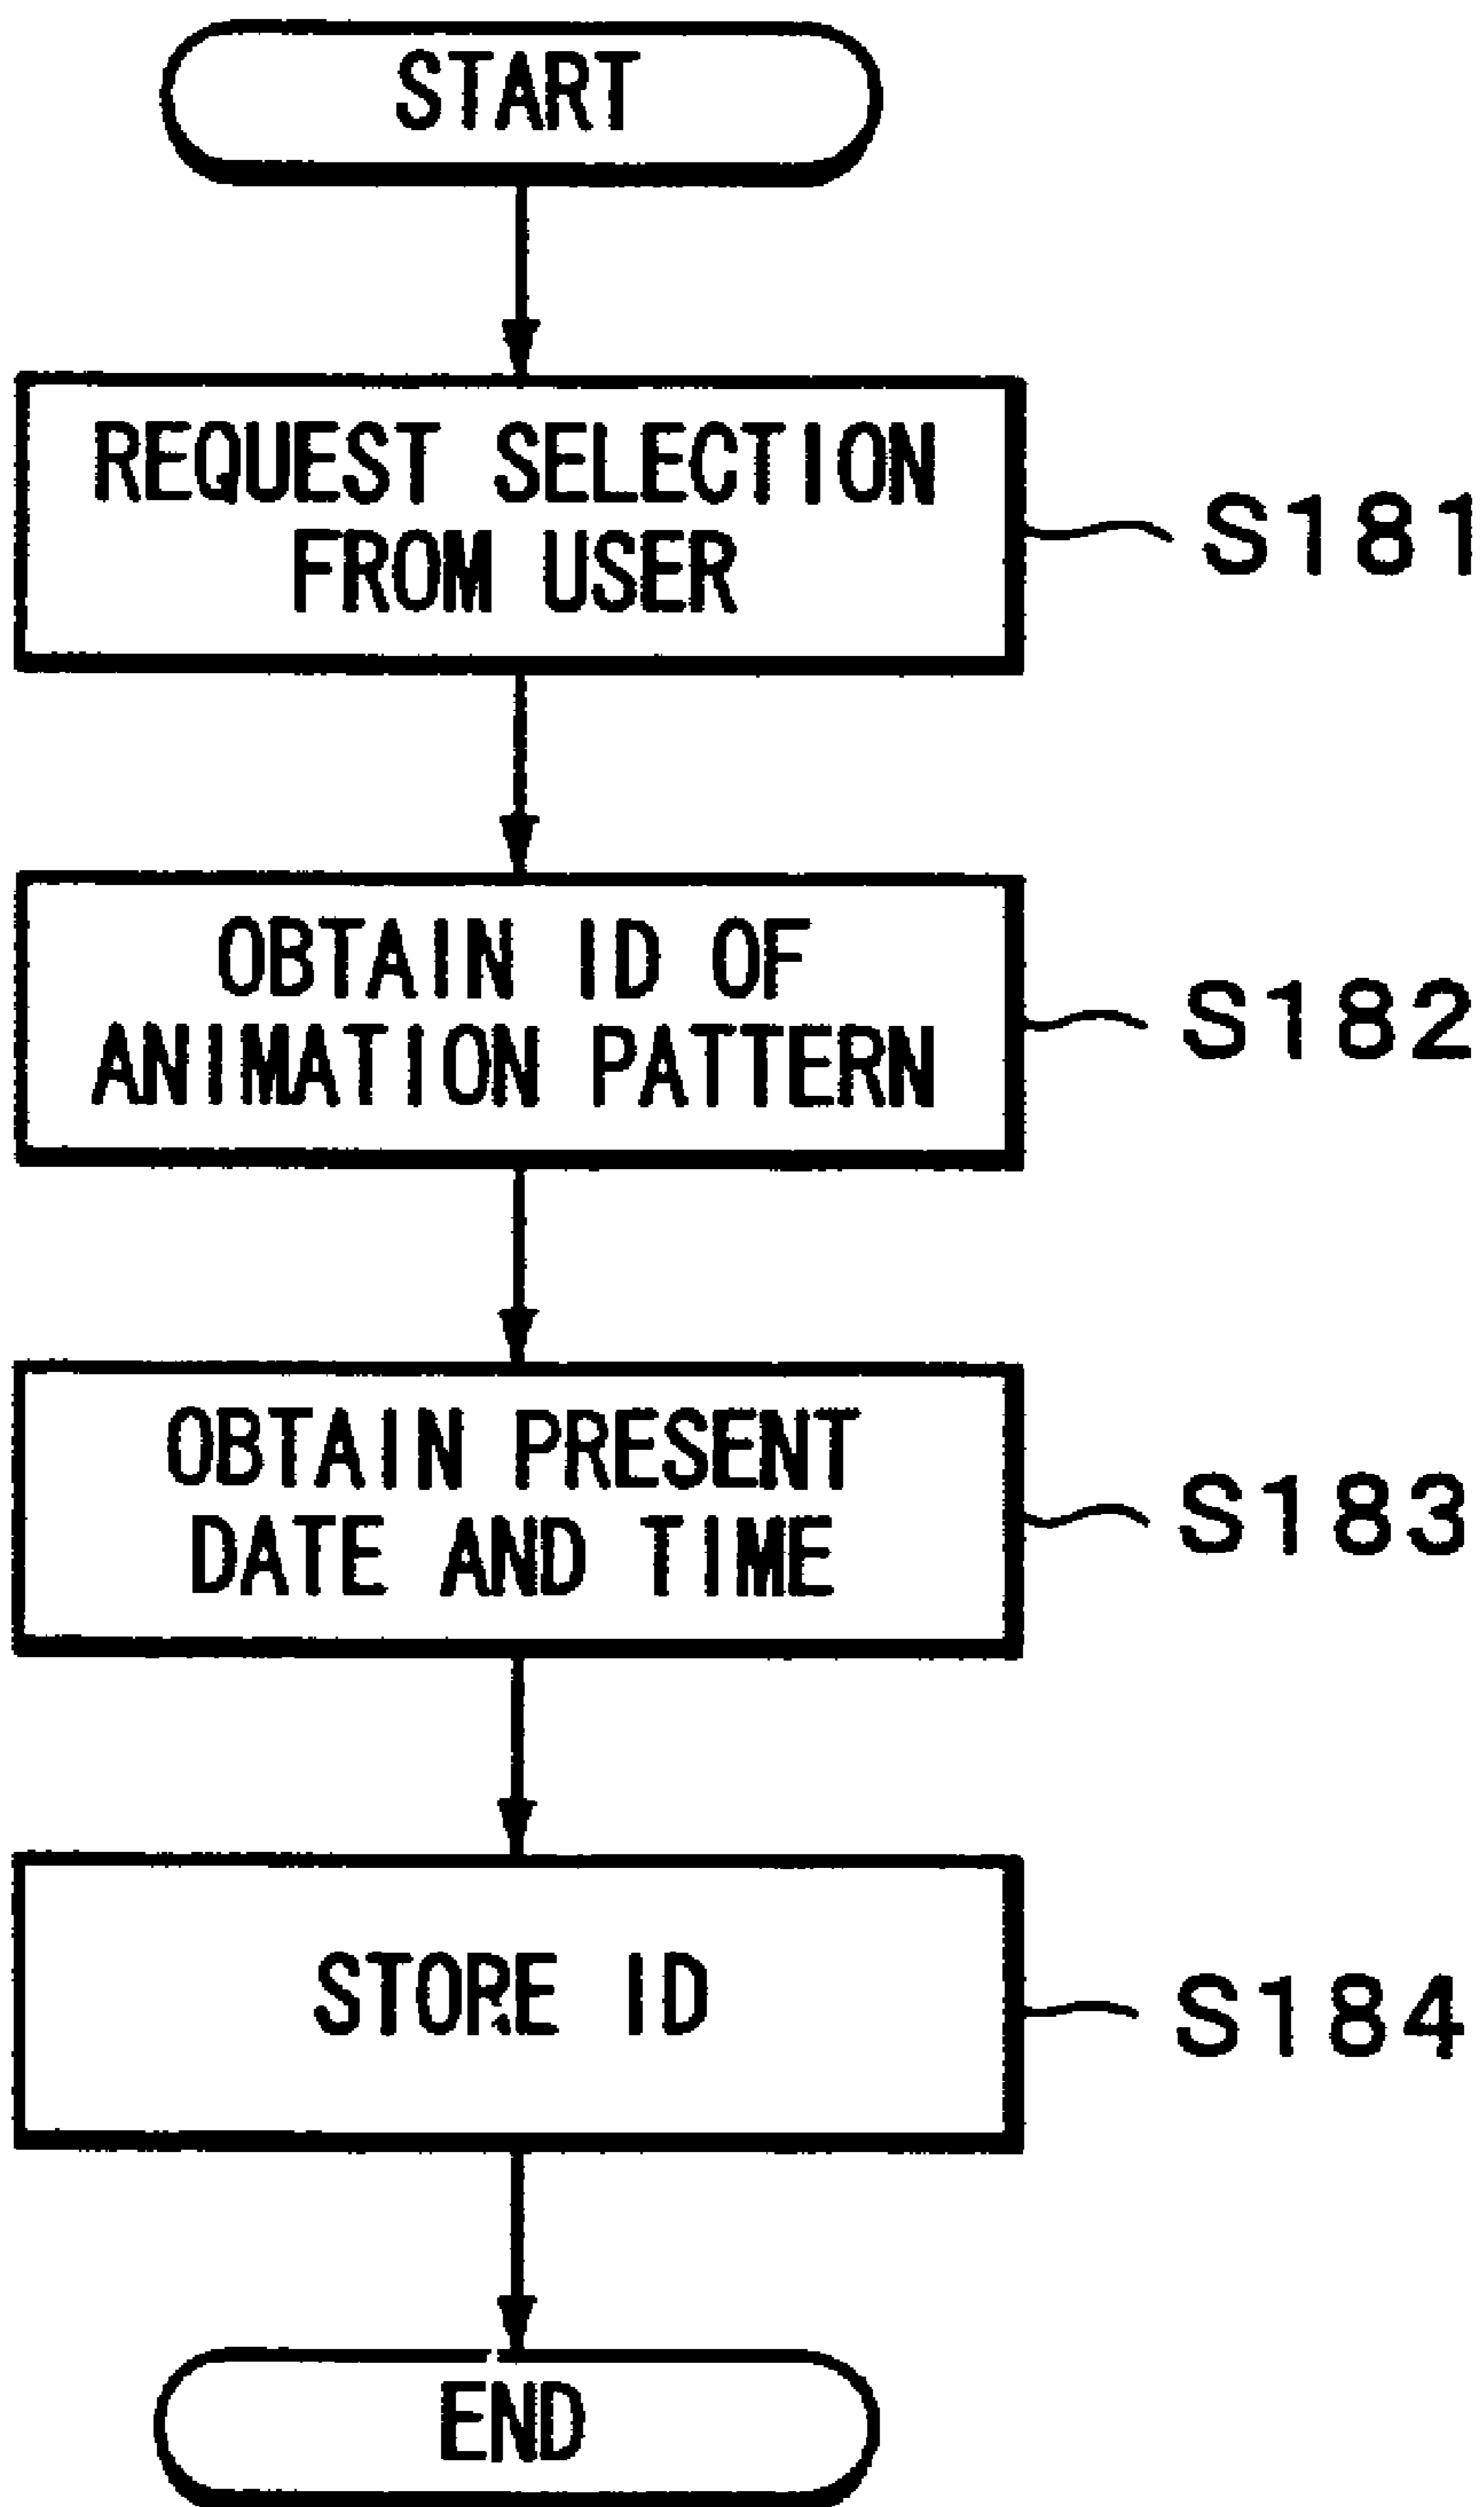 START
REQUEST SELECTION
FROM USER
S181
OBTAIN ID OF
ANIMATION PATTERN
S182
OBTAIN PRESENT
DATE AND TIME
S183
STORE ID
S184
END